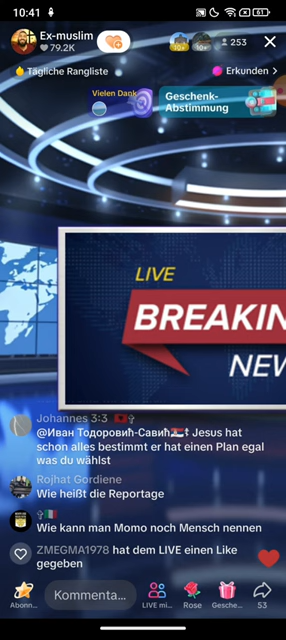 10:41
61
Ex-muslim
79.2K
10+
10+
253
Tägliche Rangliste
Erkunden >
Vielen Dank
Geschenk-
Abstimmung
LIVE
BREAKIN
NEW
Johannes 3:3 🇦🇱✝️
@Иван Тодоровић-Савић🇷🇸☦️ Jesus hat
schon alles bestimmt er hat einen Plan egal
was du wählst
Rojhat Gordiene
Wie heißt die Reportage
✝️🇮🇹
Wie kann man Momo noch Mensch nennen
ZMEGMA1978 hat dem LIVE einen Like
gegeben
Abonn...
Kommenta...
LIVE mi...
Rose
Gesche...
53